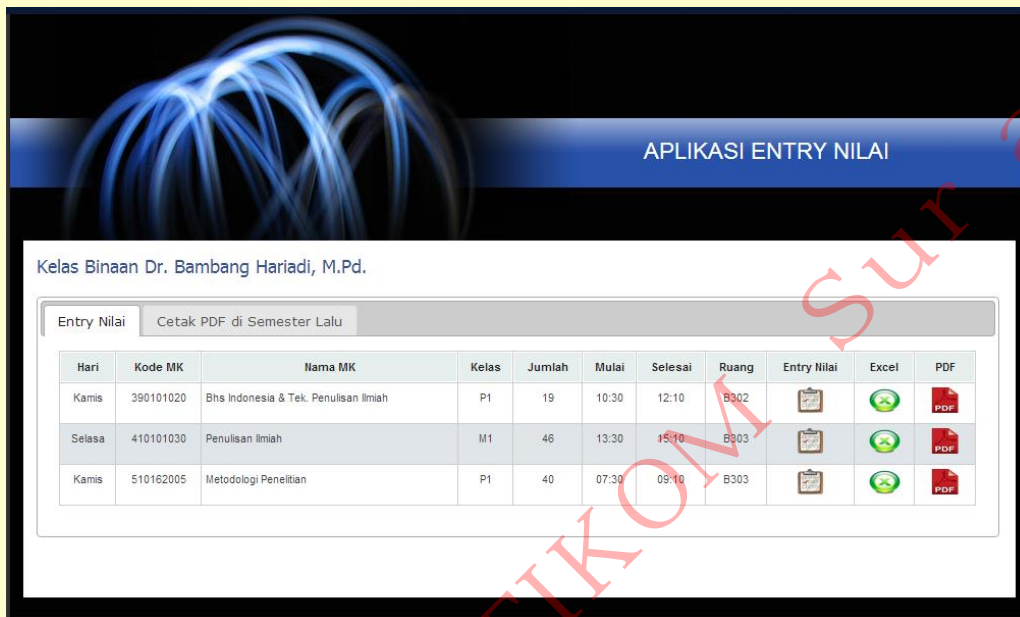 APLIKASI ENTRY NILAI
Kelas Binaan Dr. Bambang Hariadi, M.Pd.
Entry Nilai Cetak PDF di Semester Lalu
Hari Kode MK Nama MK Kelas Jumlah Mulai Selesai Ruang Entry Nilai Excel PDF
Kamis 390101020 Bhs Indonesia & Tek. Penulisan Ilmiah P1 19 10:30 12:10 B302 PDF
Selasa 410101030 Penulisan Ilmiah M1 46 13:30 15:10 B303 PDF
Kamis 510162005 Metodologi Penelitian P1 40 07:30 09:10 B303 PDF
TIKOM Sur